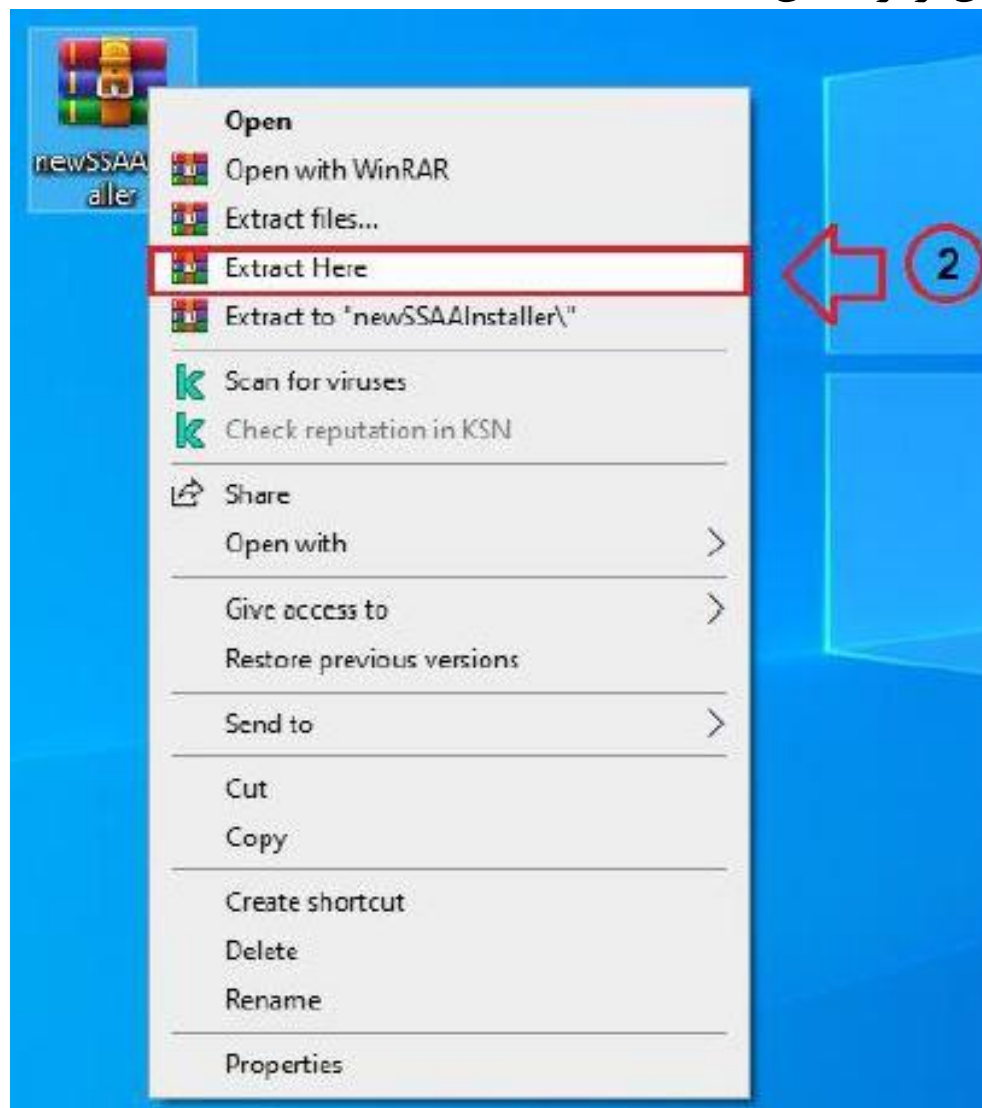 newSSAA
aller
Open
Open with WinRAR
Extract files...
Extract Here
2
Extract to "newSSAAInstaller\"
Scan for viruses
Check reputation in KSN
Share
Open with
Give access to
Restore previous versions
Send to
Cut
Copy
Create shortcut
Delete
Rename
Properties